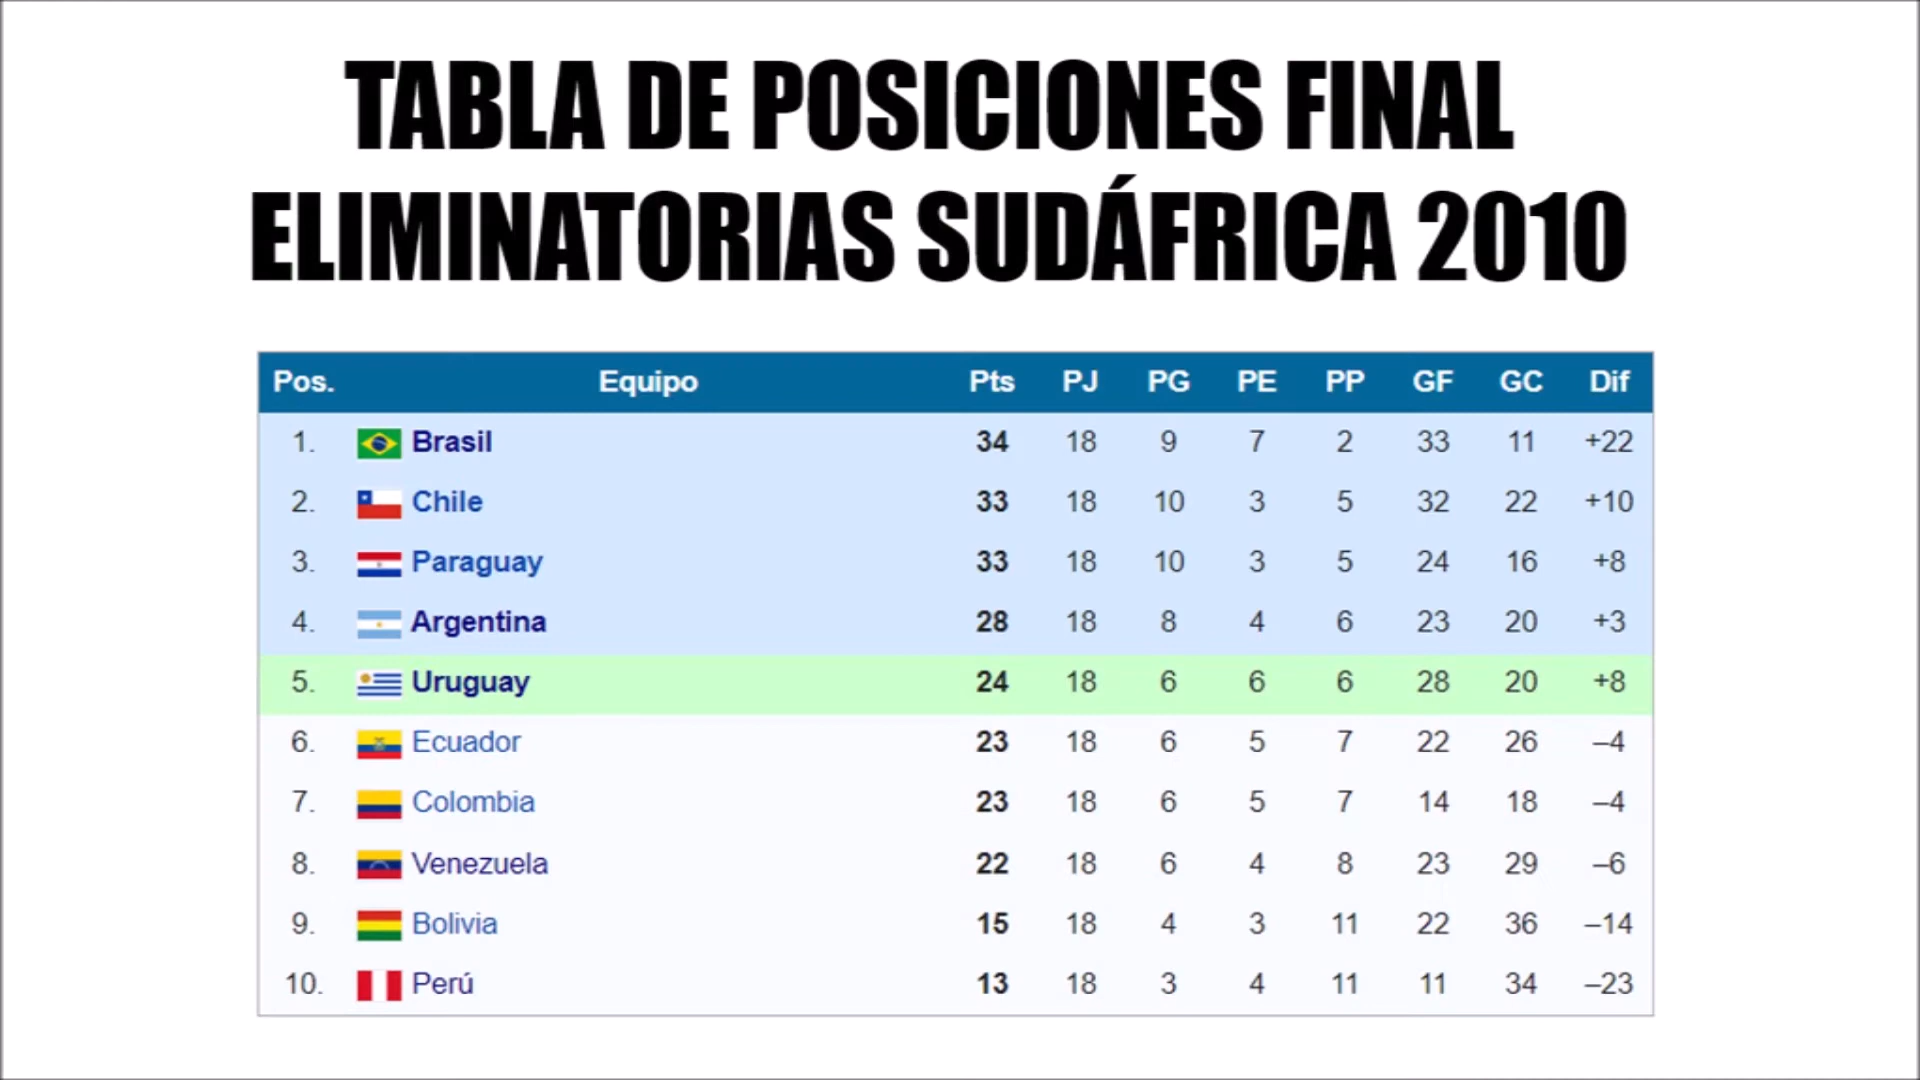 TABLA DE POSICIONES FINAL
ELIMINATORIAS SUDÁFRICA 2010
Pos. Equipo Pts PJ PG PE PP GF GC Dif
1. Brasil 34 18 9 7 2 33 11 +22
2. Chile 33 18 10 3 5 32 22 +10
3. Paraguay 33 18 10 3 5 24 16 +8
4. Argentina 28 18 8 4 6 23 20 +3
5. Uruguay 24 18 6 6 6 28 20 +8
6. Ecuador 23 18 6 5 7 22 26 –4
7. Colombia 23 18 6 5 7 14 18 –4
8. Venezuela 22 18 6 4 8 23 29 –6
9. Bolivia 15 18 4 3 11 22 36 –14
10. Perú 13 18 3 4 11 11 34 –23